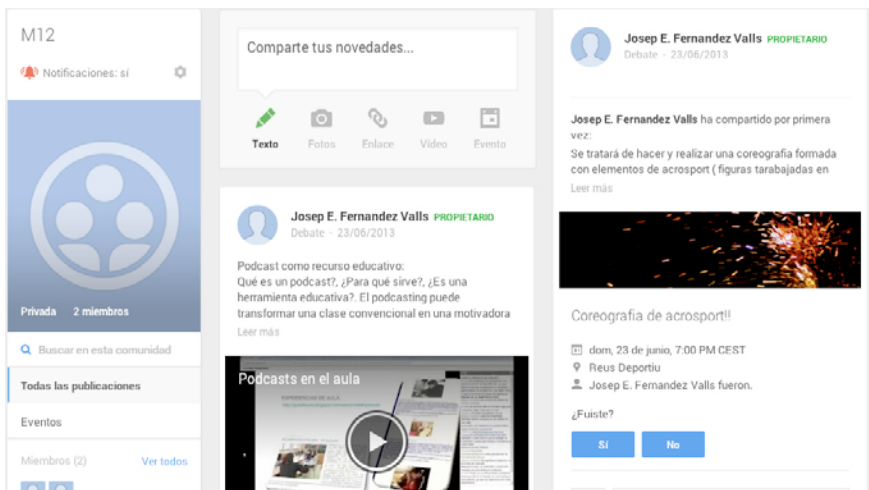 M12
Notificaciones: sí
Privada 2 miembros
Buscar en esta comunidad
Todas las publicaciones
Eventos
Miembros (2) Ver todos
Comparte tus novedades...
Texto Fotos Enlace Vídeo Evento
Josep E. Fernandez Valls PROPIETARIO
Debate - 23/06/2013
Podcast como recurso educativo:
Qué es un podcast?, ¿Para qué sirve?, ¿Es una
herramienta educativa?. El podcasting puede
transformar una clase convencional en una motivadora
Leer más
Podcasts en el aula
EXPERIENCIAS DE AULA
Josep E. Fernandez Valls PROPIETARIO
Debate - 23/06/2013
Josep E. Fernandez Valls ha compartido por primera
vez:
Se tratará de hacer y realizar una coreografia formada
con elementos de acrosport ( figuras tarabajadas en
Leer más
Coreografia de acrosport!!
dom, 23 de junio, 7:00 PM CEST
Reus Deportiu
Josep E. Fernandez Valls fueron.
¿Fuiste?
Sí No